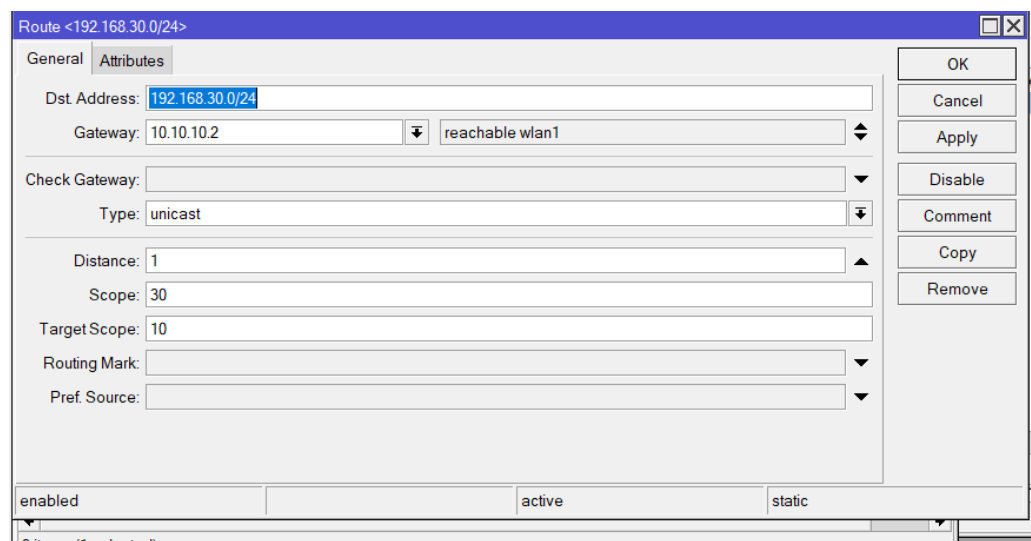 Route <192.168.30.0/24>
General Attributes
Dst. Address: 192.168.30.0/24
Gateway: 10.10.10.2 reachable wlan1
Check Gateway:
Type: unicast
Distance: 1
Scope: 30
Target Scope: 10
Routing Mark:
Pref. Source:
OK
Cancel
Apply
Disable
Comment
Copy
Remove
enabled active static